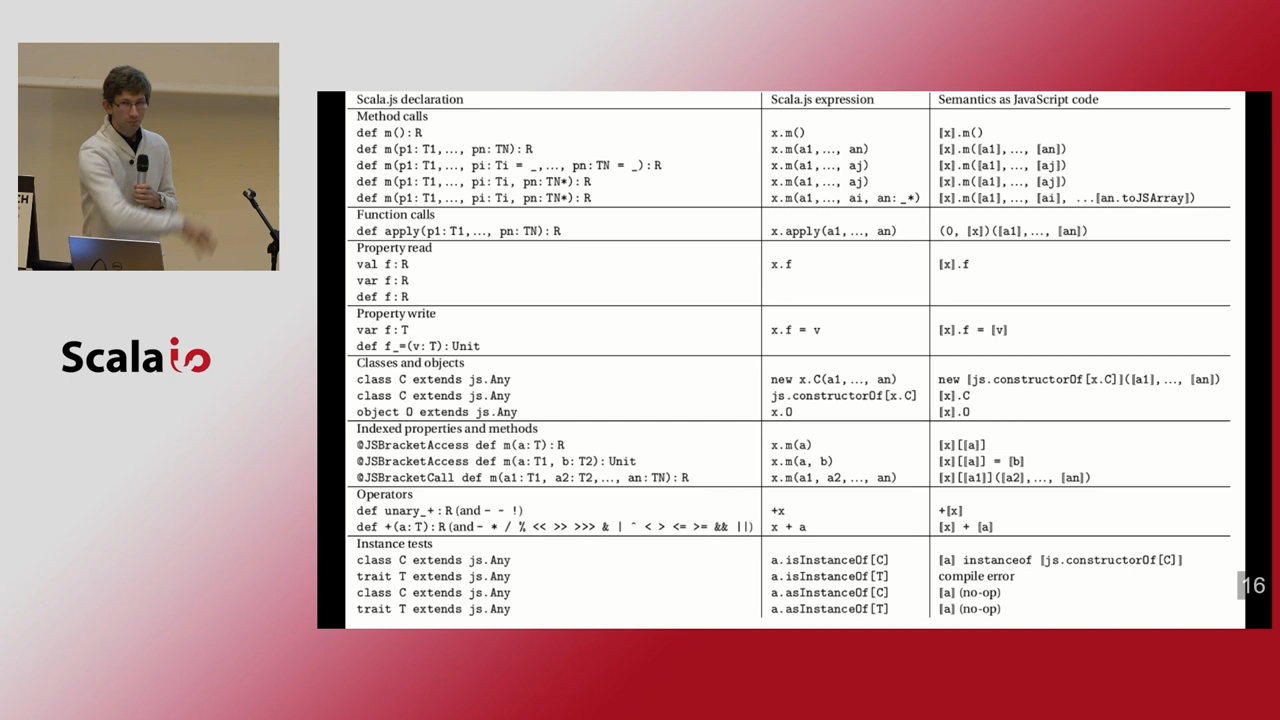 CH
Scala io
Scala.js declaration Scala.js expression Semantics as JavaScript code
Method calls
def m(): R x.m() ⟦x⟧.m()
def m(p1: T1,..., pn: TN): R x.m(a1,..., an) ⟦x⟧.m(⟦a1⟧,..., ⟦an⟧)
def m(p1: T1,..., pi: Ti = _,..., pn: TN = _): R x.m(a1,..., aj) ⟦x⟧.m(⟦a1⟧,..., ⟦aj⟧)
def m(p1: T1,..., pi: Ti, pn: TN*): R x.m(a1,..., aj) ⟦x⟧.m(⟦a1⟧,..., ⟦aj⟧)
def m(p1: T1,..., pi: Ti, pn: TN*): R x.m(a1,..., ai, an: _*) ⟦x⟧.m(⟦a1⟧,..., ⟦ai⟧, ...⟦an.toJSArray⟧)
Function calls
def apply(p1: T1,..., pn: TN): R x.apply(a1,..., an) (0, ⟦x⟧)(⟦a1⟧,..., ⟦an⟧)
Property read
val f: R x.f ⟦x⟧.f
var f: R
def f: R
Property write
var f: T x.f = v ⟦x⟧.f = ⟦v⟧
def f_=(v: T): Unit
Classes and objects
class C extends js.Any new x.C(a1,..., an) new ⟦js.constructorOf[x.C]⟧(⟦a1⟧,..., ⟦an⟧)
class C extends js.Any js.constructorOf[x.C] ⟦x⟧.C
object O extends js.Any x.O ⟦x⟧.O
Indexed properties and methods
@JSBracketAccess def m(a: T): R x.m(a) ⟦x⟧[⟦a⟧]
@JSBracketAccess def m(a: T1, b: T2): Unit x.m(a, b) ⟦x⟧[⟦a⟧] = ⟦b⟧
@JSBracketCall def m(a1: T1, a2: T2,..., an: TN): R x.m(a1, a2,..., an) ⟦x⟧[⟦a1⟧](⟦a2⟧,..., ⟦an⟧)
Operators
def unary_+ : R (and - ~ !) +x +⟦x⟧
def +(a: T): R (and - * / % << >> >>> & | ^ < > <= >= && ||) x + a ⟦x⟧ + ⟦a⟧
Instance tests
class C extends js.Any a.isInstanceOf[C] ⟦a⟧ instanceof ⟦js.constructorOf[C]⟧
trait T extends js.Any a.isInstanceOf[T] compile error
class C extends js.Any a.asInstanceOf[C] ⟦a⟧ (no-op)
trait T extends js.Any a.asInstanceOf[T] ⟦a⟧ (no-op)
16